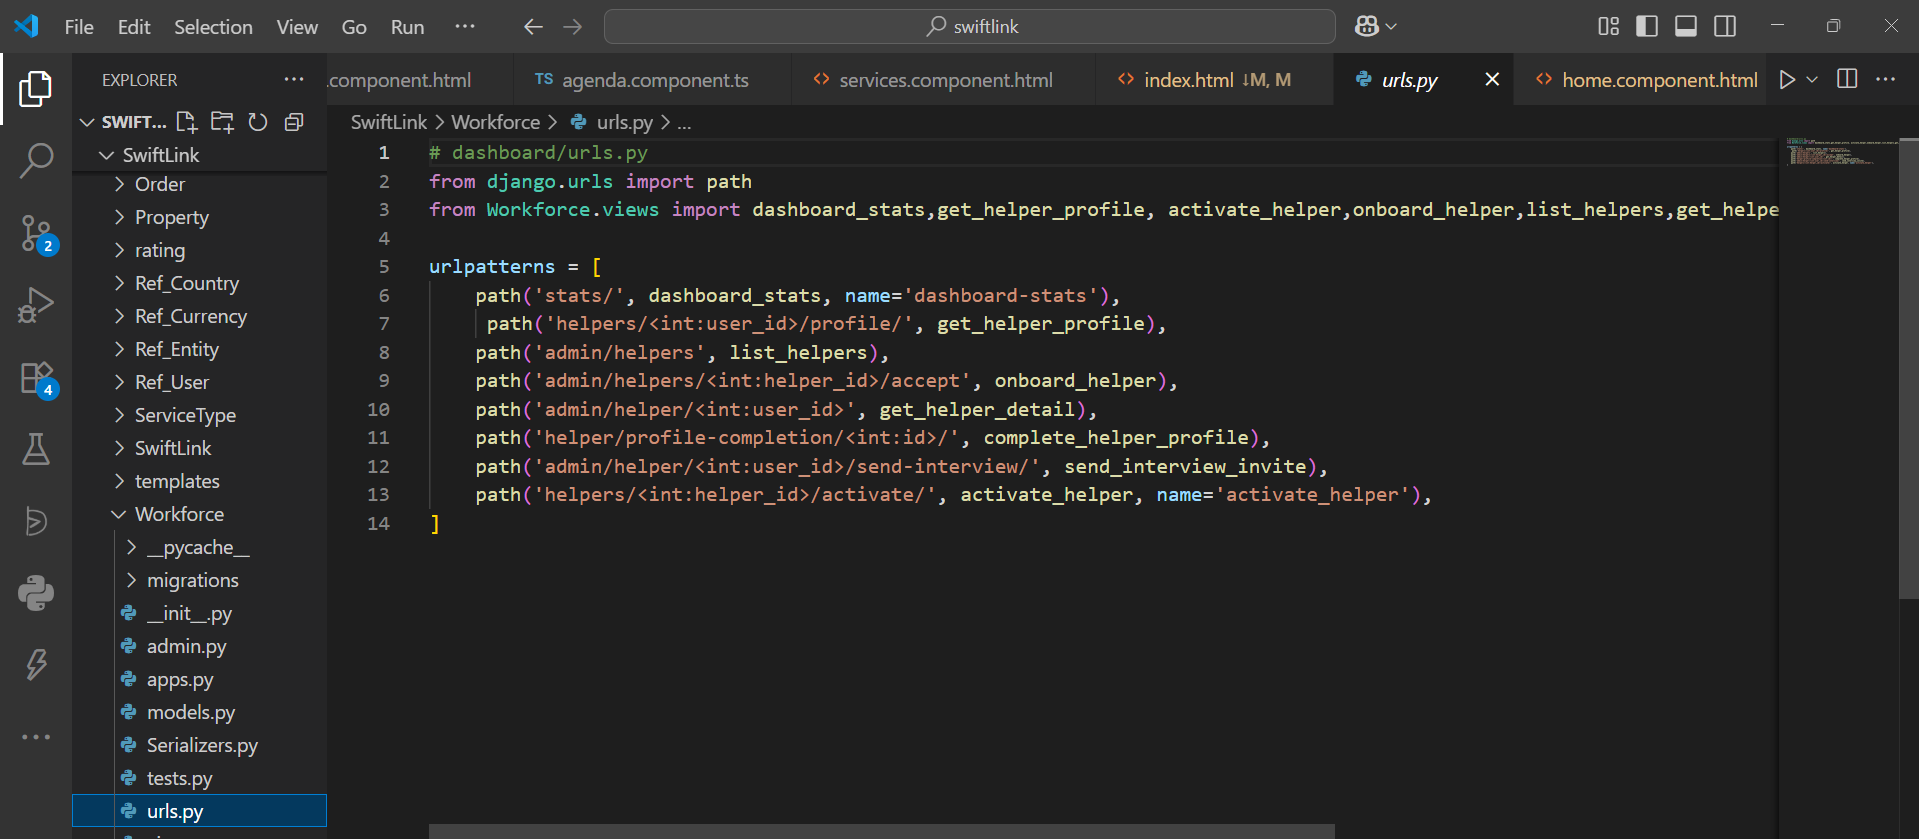 File Edit Selection View Go Run ··· swiftlink
EXPLORER ···
.component.html TS agenda.component.ts <> services.component.html <> index.html ↓M, M urls.py <> home.component.html ···
SWIFT...
SwiftLink > Workforce > urls.py > ...
SwiftLink
Order
Property
rating
Ref_Country
Ref_Currency
Ref_Entity
Ref_User
ServiceType
SwiftLink
templates
Workforce
__pycache__
migrations
__init__.py
admin.py
apps.py
models.py
Serializers.py
tests.py
urls.py
2
4
1 # dashboard/urls.py
2 from django.urls import path
3 from Workforce.views import dashboard_stats,get_helper_profile, activate_helper,onboard_helper,list_helpers,get_helpe
4
5 urlpatterns = [
6     path('stats/', dashboard_stats, name='dashboard-stats'),
7      path('helpers/<int:user_id>/profile/', get_helper_profile),
8     path('admin/helpers', list_helpers),
9     path('admin/helpers/<int:helper_id>/accept', onboard_helper),
10     path('admin/helper/<int:user_id>', get_helper_detail),
11     path('helper/profile-completion/<int:id>/', complete_helper_profile),
12     path('admin/helper/<int:user_id>/send-interview/', send_interview_invite),
13     path('helpers/<int:helper_id>/activate/', activate_helper, name='activate_helper'),
14 ]